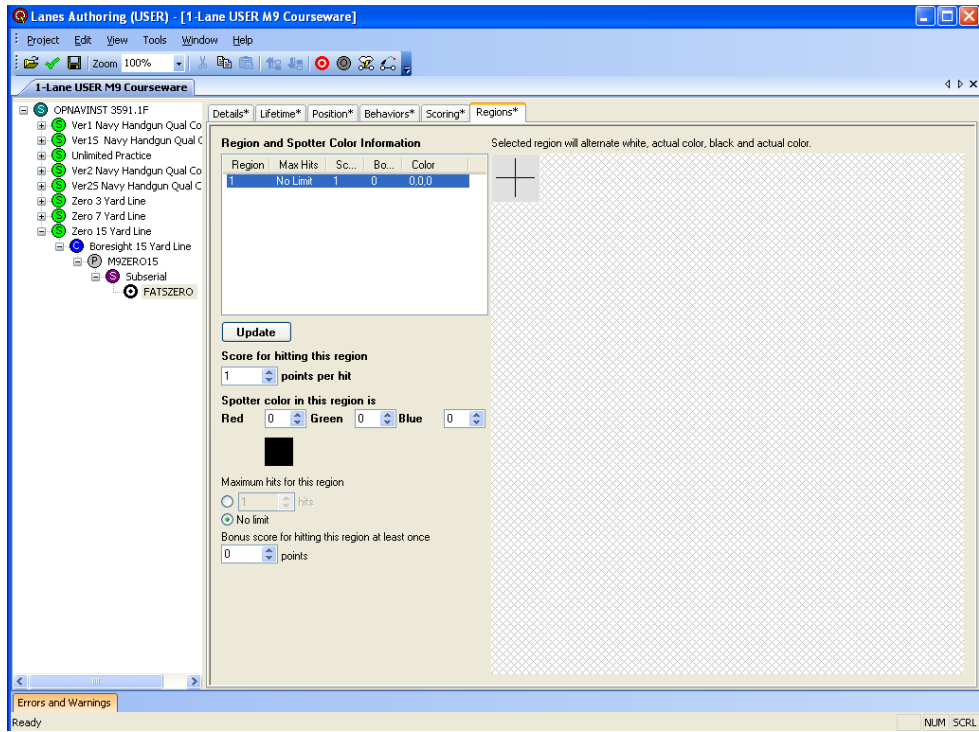 Lanes Authoring (USER) - [1-Lane USER M9 Courseware]
Project Edit View Tools Window Help
Zoom 100%
1-Lane USER M9 Courseware
S OPNAVINST 3591.1F
S Ver1 Navy Handgun Qual Co
S Ver1S Navy Handgun Qual C
S Unlimited Practice
S Ver2 Navy Handgun Qual Co
S Ver2S Navy Handgun Qual C
S Zero 3 Yard Line
S Zero 7 Yard Line
S Zero 15 Yard Line
C Boresight 15 Yard Line
P M9ZERO15
S Subserial
FATSZERO
Details* Lifetime* Position* Behaviors* Scoring* Regions*
Region and Spotter Color Information
Region Max Hits Sc... Bo... Color
1 No Limit 1 0 0,0,0
Update
Score for hitting this region
1 points per hit
Spotter color in this region is
Red 0 Green 0 Blue 0
Maximum hits for this region
1 hits
No limit
Bonus score for hitting this region at least once
0 points
Selected region will alternate white, actual color, black and actual color.
Errors and Warnings
Ready NUM SCRL